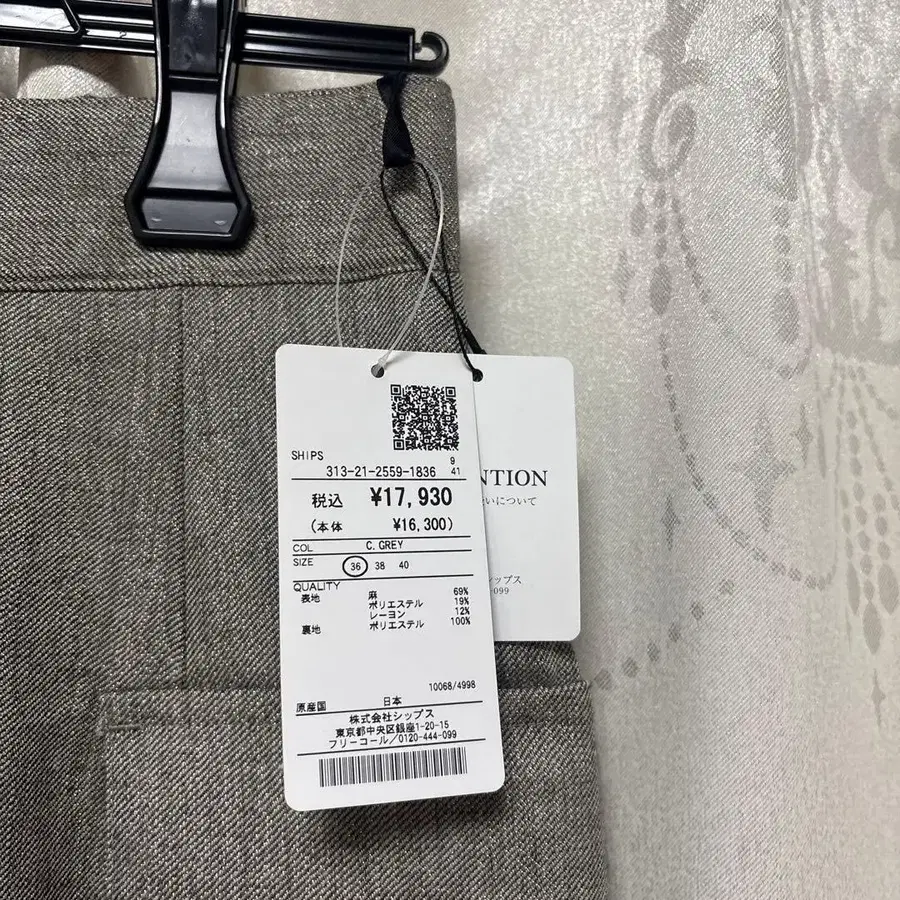 SHIPS
313-21-2559-1836
9
41
税込 ¥17,930
(本体 ¥16,300)
COL C.GREY
SIZE 36 38 40
QUALITY
表地 麻 69%
ポリエステル 19%
レーヨン 12%
裏地 ポリエステル 100%
10068/4998
原産国 日本
株式会社シップス
東京都中央区銀座1-20-15
フリーコール/0120-444-099
NTION
いについて
ップス
099